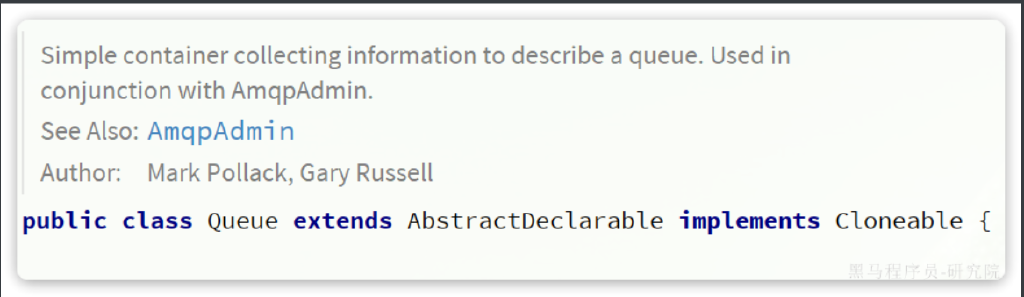 Simple container collecting information to describe a queue. Used in
conjunction with AmqpAdmin.
See Also: AmqpAdmin
Author: Mark Pollack, Gary Russell
public class Queue extends AbstractDeclarable implements Cloneable {
黑马程序员-研究院